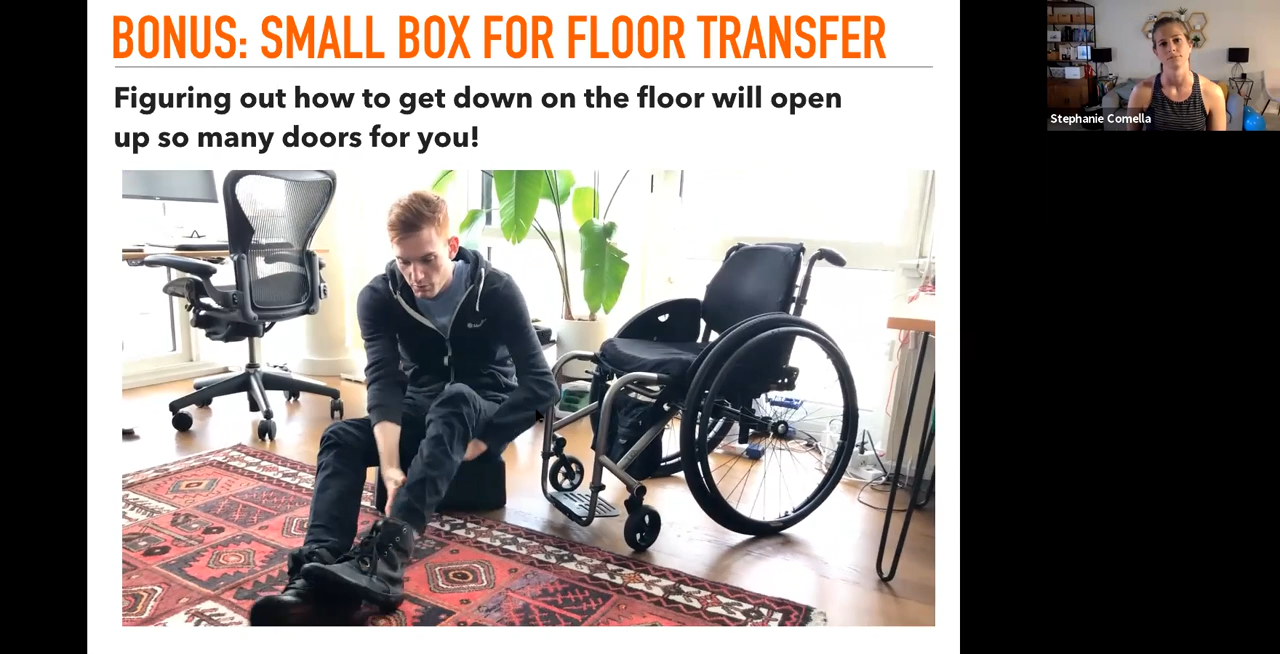 BONUS: SMALL BOX FOR FLOOR TRANSFER
Figuring out how to get down on the floor will open
up so many doors for you!
Stephanie Comella